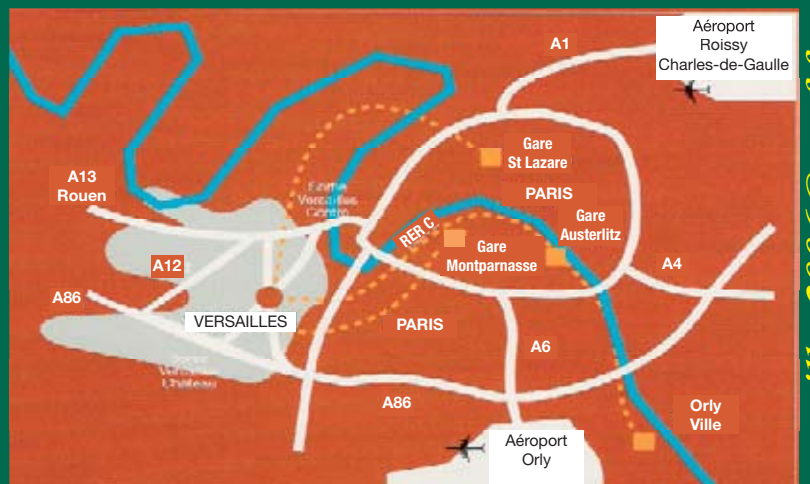 Aéroport
Roissy
Charles-de-Gaulle
A1
Gare
St Lazare
A13
Rouen
PARIS
RER C
Gare
Austerlitz
Gare
Montparnasse
A12
A4
A86
VERSAILLES
PARIS
A6
A86
Orly
Ville
Aéroport
Orly